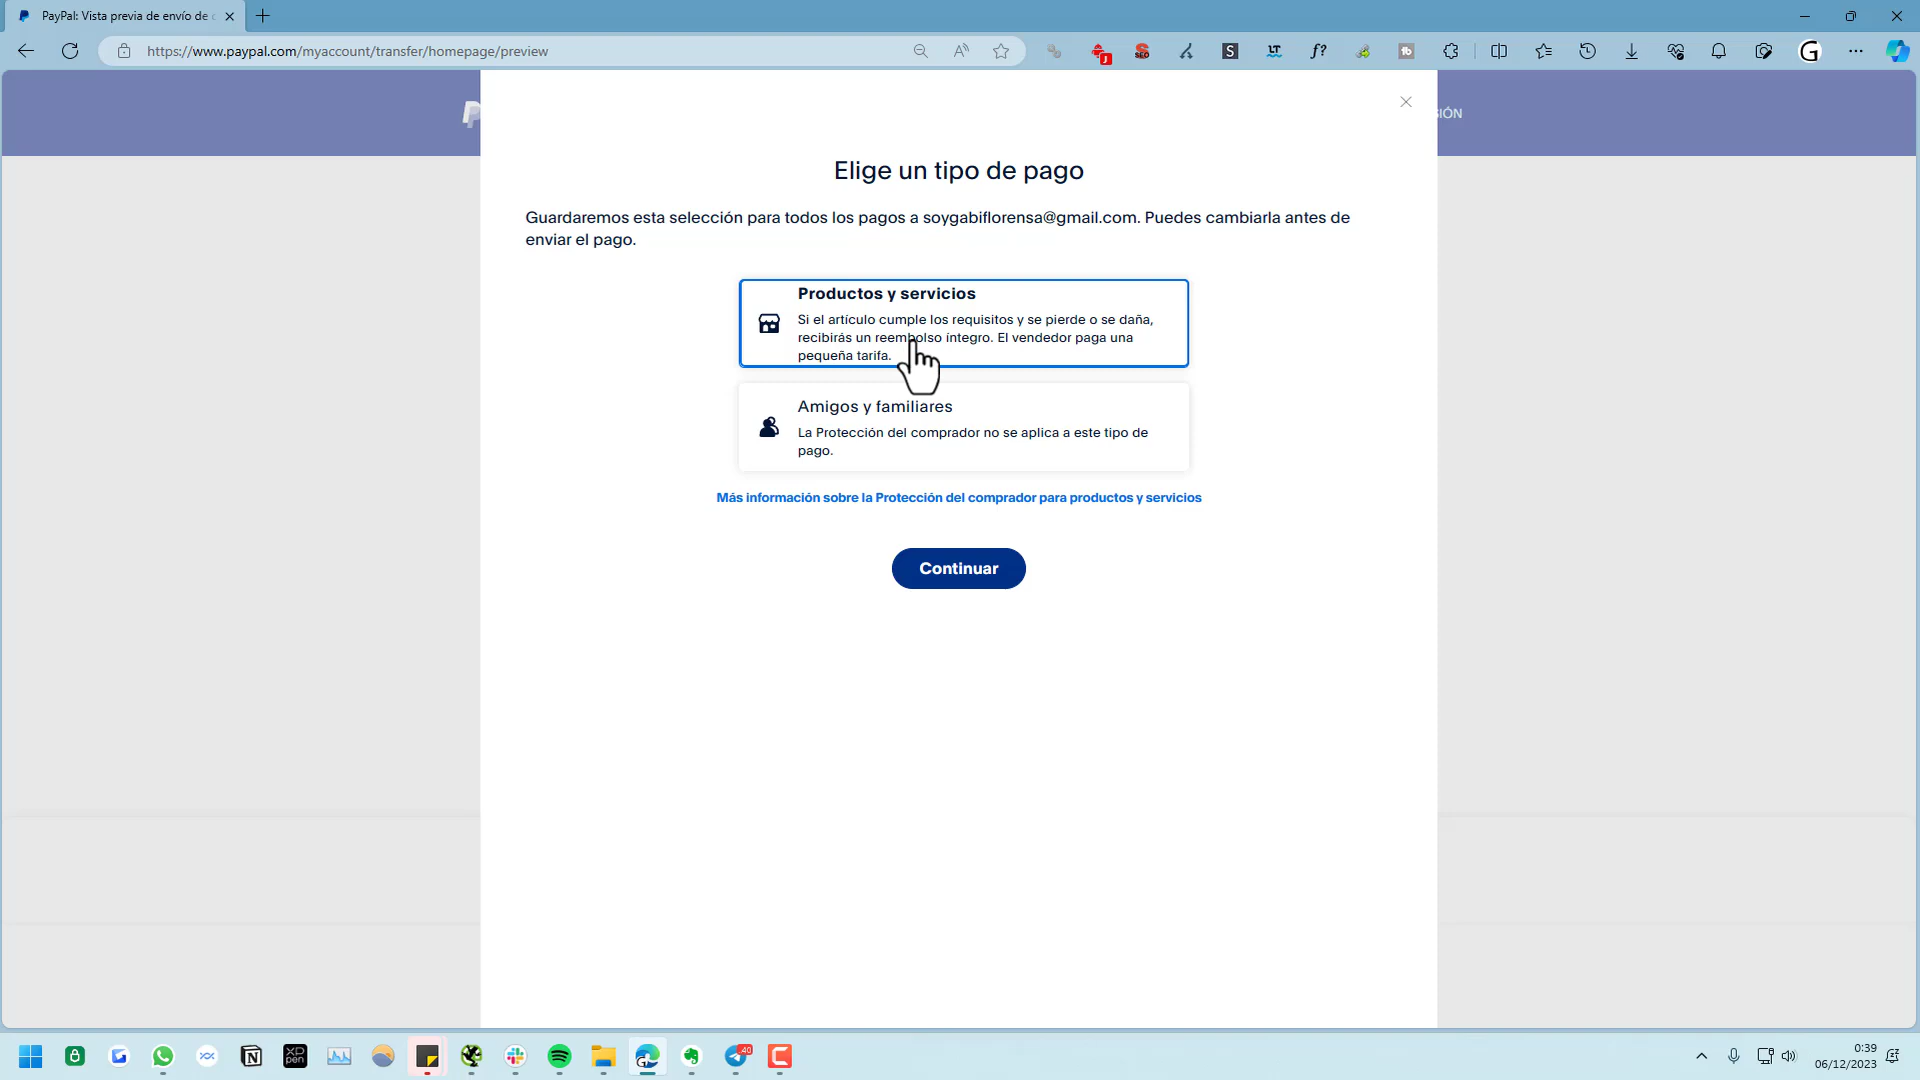 PayPal: Vista previa de envío de
https://www.paypal.com/myaccount/transfer/homepage/preview
SIÓN
Elige un tipo de pago
Guardaremos esta selección para todos los pagos a soygabiflorensa@gmail.com. Puedes cambiarla antes de
enviar el pago.
Productos y servicios
Si el artículo cumple los requisitos y se pierde o se daña,
recibirás un reembolso íntegro. El vendedor paga una
pequeña tarifa.
Amigos y familiares
La Protección del comprador no se aplica a este tipo de
pago.
Más información sobre la Protección del comprador para productos y servicios
Continuar
0:39
06/12/2023